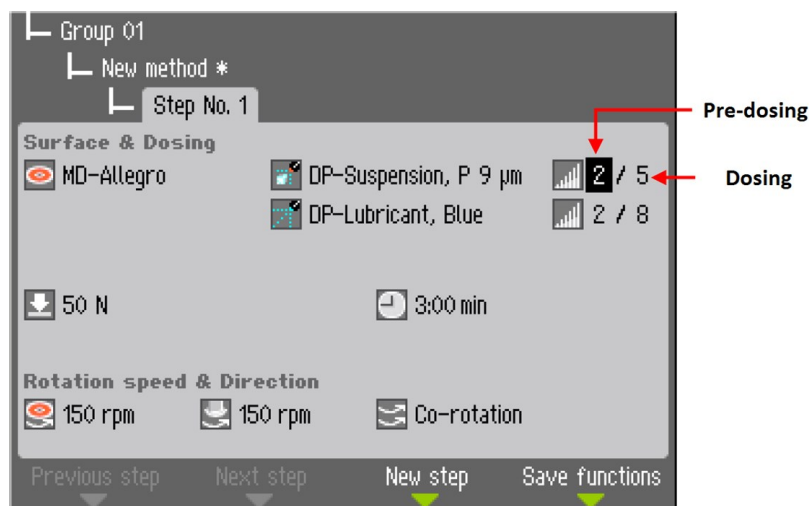 Group 01
New method *
Step No. 1
Pre-dosing
Surface & Dosing
MD-Allegro DP-Suspension, P 9 µm 2 / 5 Dosing
DP-Lubricant, Blue 2 / 8
50 N 3:00 min
Rotation speed & Direction
150 rpm 150 rpm Co-rotation
Previous step Next step New step Save functions